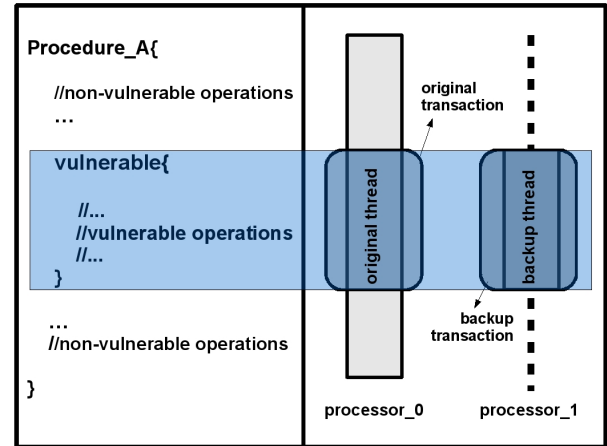 Procedure_A{
//non-vulnerable operations
...
vulnerable{
//...
//vulnerable operations
//...
}
...
//non-vulnerable operations
}
original
transaction
original thread
backup thread
backup
transaction
processor_0
processor_1